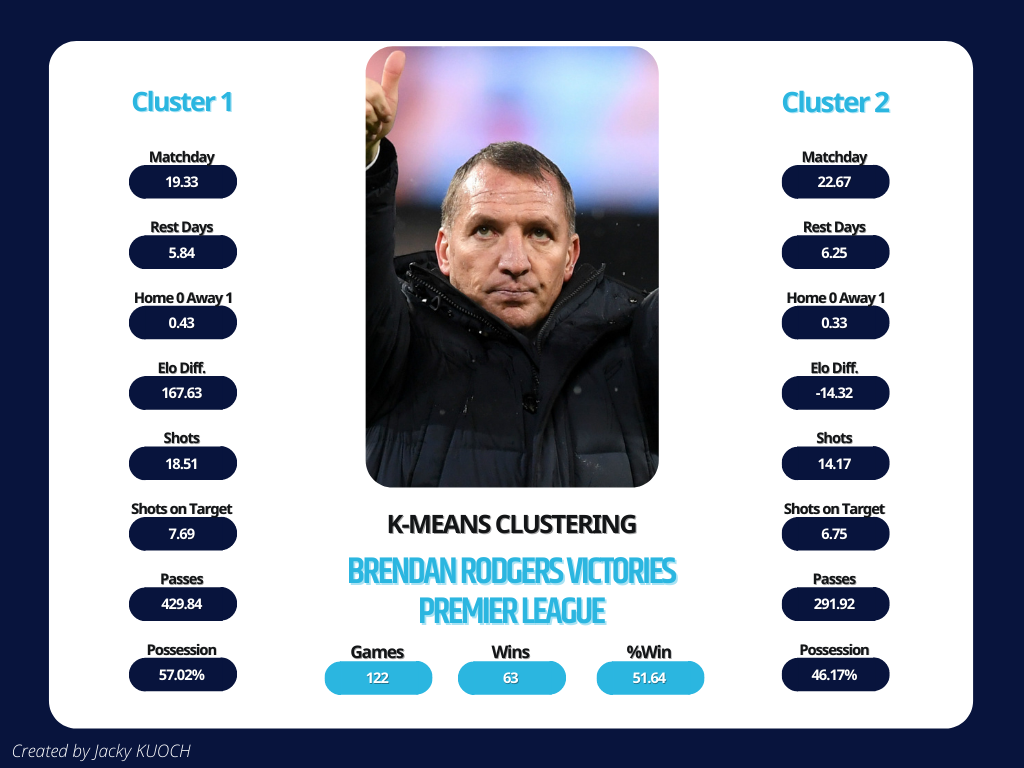 Cluster 1
Matchday
19.33
Rest Days
5.84
Home 0 Away 1
0.43
Elo Diff.
167.63
Shots
18.51
Shots on Target
7.69
Passes
429.84
Possession
57.02%
K-MEANS CLUSTERING
BRENDAN RODGERS VICTORIES
PREMIER LEAGUE
Games
122
Wins
63
%Win
51.64
Cluster 2
Matchday
22.67
Rest Days
6.25
Home 0 Away 1
0.33
Elo Diff.
-14.32
Shots
14.17
Shots on Target
6.75
Passes
291.92
Possession
46.17%
Created by Jacky KUOCH